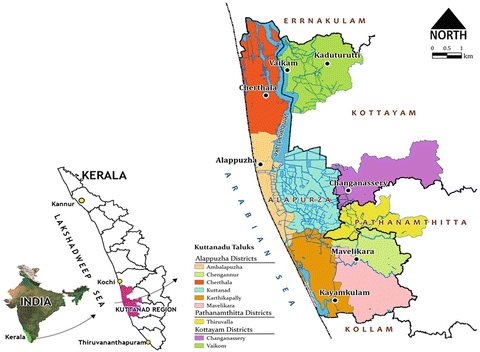 ERRNAKULAM
NORTH
0 0.5 1
km
Kaduturutti
Vaikam
Cherthala
KOTTAYAM
Alappuzha
Changanassery
ALAPURZA
PATHANAMTHITTA
ARABIAN SEA
Mavelikara
Kayamkulam
KOLLAM
KERALA
Kannur
LAKSHADWEEP SEA
Kochi
KUTTANAD REGION
INDIA
Kerala
Thiruvananthapuram
Kuttanadu Taluks
Alappuzha Districts
Ambalapuzha
Chengannur
Cherthala
Kuttanad
Karthikapally
Mavelikara
Pathanamthitta Districts
Thiruvalla
Kottayam Districts
Changanassery
Vaikom